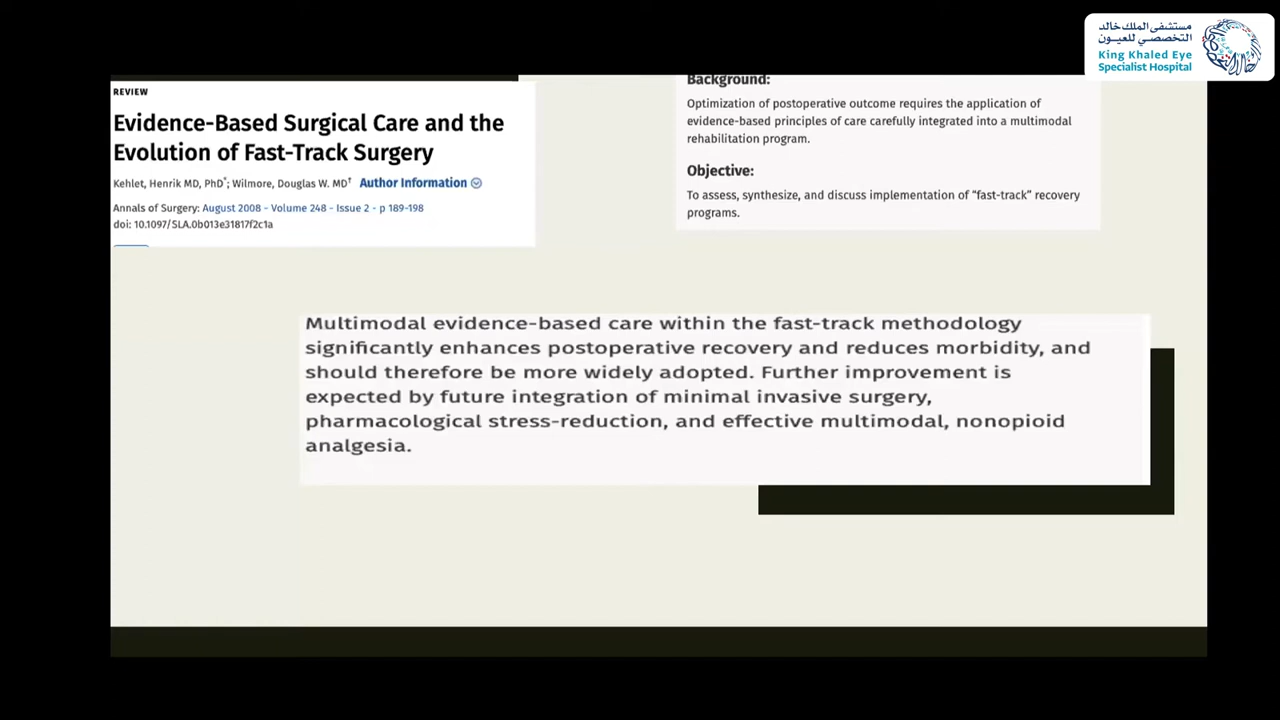 مستشفى الملك خالد
التخصصي للعيون
King Khaled Eye
Specialist Hospital
REVIEW
Evidence-Based Surgical Care and the
Evolution of Fast-Track Surgery
Kehlet, Henrik MD, PhD*; Wilmore, Douglas W. MD† Author Information
Annals of Surgery: August 2008 - Volume 248 - Issue 2 - p 189-198
doi: 10.1097/SLA.0b013e31817f2c1a
Background:
Optimization of postoperative outcome requires the application of
evidence-based principles of care carefully integrated into a multimodal
rehabilitation program.
Objective:
To assess, synthesize, and discuss implementation of “fast-track” recovery
programs.
Multimodal evidence-based care within the fast-track methodology
significantly enhances postoperative recovery and reduces morbidity, and
should therefore be more widely adopted. Further improvement is
expected by future integration of minimal invasive surgery,
pharmacological stress-reduction, and effective multimodal, nonopioid
analgesia.